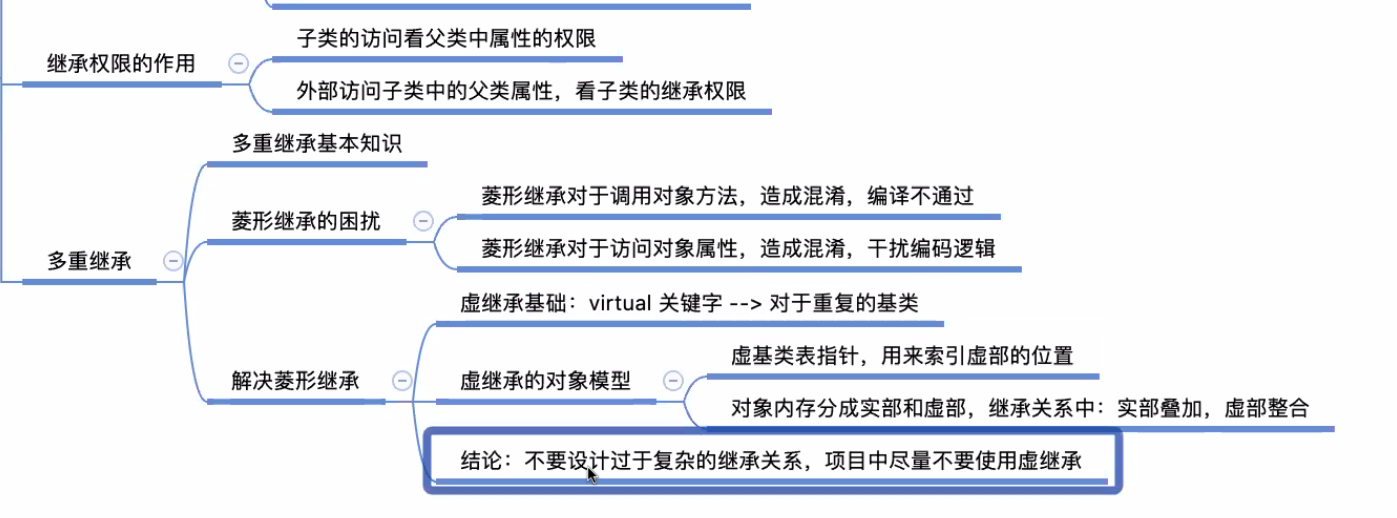 子类的访问看父类中属性的权限
继承权限的作用
外部访问子类中的父类属性，看子类的继承权限
多重继承基本知识
菱形继承对于调用对象方法，造成混淆，编译不通过
菱形继承的困扰
菱形继承对于访问对象属性，造成混淆，干扰编码逻辑
多重继承
虚继承基础：virtual 关键字 --> 对于重复的基类
虚基类表指针，用来索引虚部的位置
解决菱形继承
虚继承的对象模型
对象内存分成实部和虚部，继承关系中：实部叠加，虚部整合
结论：不要设计过于复杂的继承关系，项目中尽量不要使用虚继承